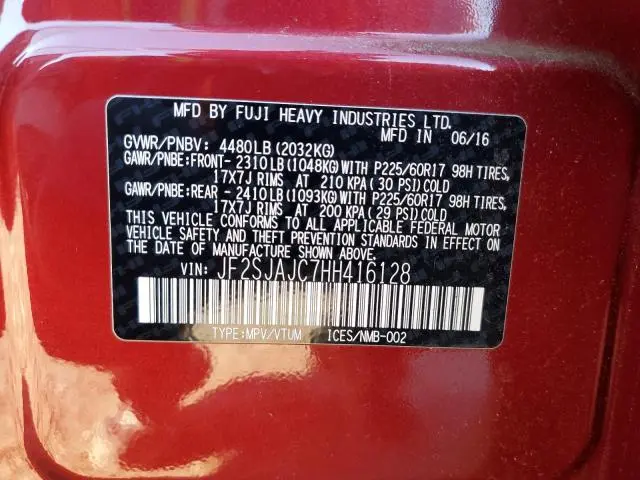 MFD BY FUJI HEAVY INDUSTRIES LTD.
MFD IN 06/16
GVWR/PNBV: 4480LB (2032KG)
GAWR/PNBE:FRONT- 2310LB(1048KG)WITH P225/60R17 98H TIRES,
17X7J RIMS AT 210 KPA ( 30 PSI) COLD
GAWR/PNBE:REAR - 2410LB(1093KG)WITH P225/60R17 98H TIRES,
17X7J RIMS AT 200 KPA ( 29 PSI) COLD
THIS VEHICLE CONFORMS TO ALL APPLICABLE FEDERAL MOTOR
VEHICLE SAFETY AND THEFT PREVENTION STANDARDS IN EFFECT ON
THE DATE OF MANUFACTURE SHOWN ABOVE.
VIN: JF2SJAJC7HH416128
TYPE:MPV/VTUM ICES/NMB-002